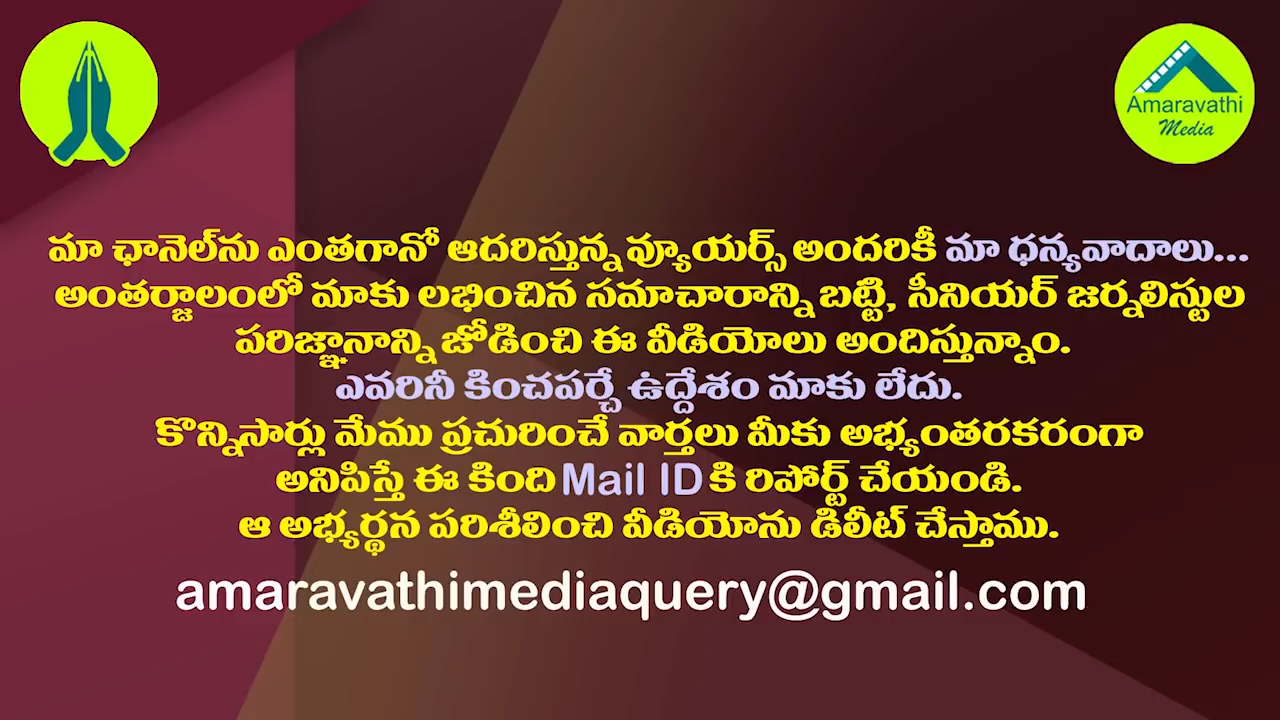 Amaravathi
Media
మా ఛానెల్‌ను ఎంతగానో ఆదరిస్తున్న వ్యూయర్స్ అందరికీ మా ధన్యవాదాలు...
అంతర్జాలంలో మాకు లభించిన సమాచారాన్ని బట్టి, సీనియర్ జర్నలిస్టుల
పరిజ్ఞానాన్ని జోడించి ఈ వీడియోలు అందిస్తున్నాం.
ఎవరినీ కించపర్చే ఉద్దేశం మాకు లేదు.
కొన్నిసార్లు మేము ప్రచురించే వార్తలు మీకు అభ్యంతరకరంగా
అనిపిస్తే ఈ కింది Mail ID కి రిపోర్ట్ చేయండి.
ఆ అభ్యర్థన పరిశీలించి వీడియోను డిలీట్ చేస్తాము.
amaravathimediaquery@gmail.com